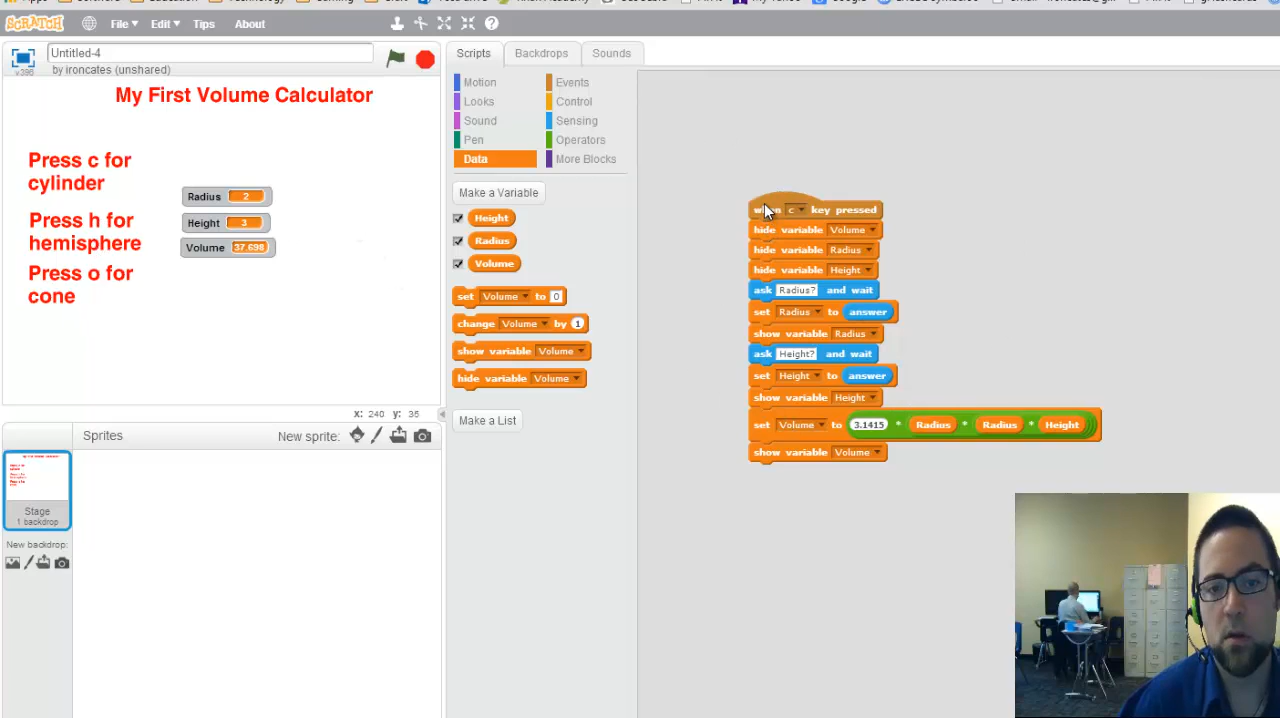 SCRATCH File Edit Tips About
Untitled-4
by ironcates (unshared)
v396
My First Volume Calculator
Press c for
cylinder
Press h for
hemisphere
Press o for
cone
Radius 2
Height 3
Volume 37.698
X: 240 y: 35
Sprites New sprite:
Stage
1 backdrop
New backdrop:
Scripts Backdrops Sounds
Motion Events
Looks Control
Sound Sensing
Pen Operators
Data More Blocks
Make a Variable
Height
Radius
Volume
set Volume to 0
change Volume by 1
show variable Volume
hide variable Volume
Make a List
when c key pressed
hide variable Volume
hide variable Radius
hide variable Height
ask Radius? and wait
set Radius to answer
show variable Radius
ask Height? and wait
set Height to answer
show variable Height
set Volume to 3.1415 * Radius * Radius * Height
show variable Volume